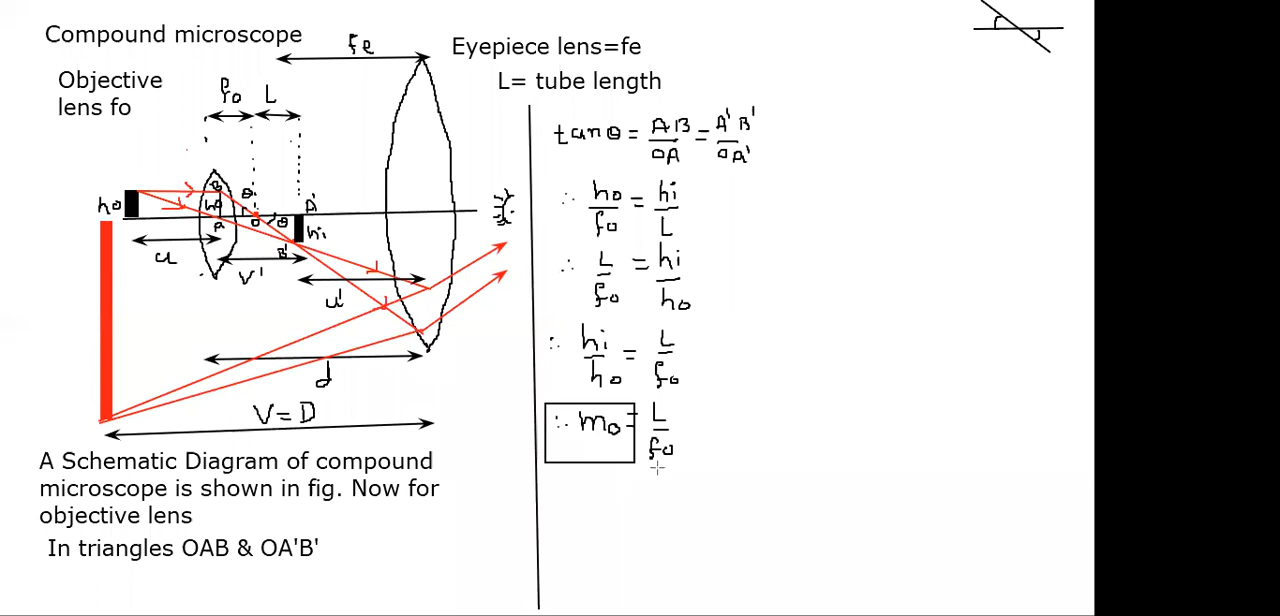 Compound microscope
fe
Eyepiece lens=fe
Objective
lens fo
fo
L
L= tube length
tanθ = AB/OA = A'B'/OA'
ho
B
ho
A
θ
O
θ
A'
hi
B'
u
v'
u'
∴ ho/fo = hi/L
∴ L/fo = hi/ho
∴ hi/ho = L/fo
d
V=D
∴ mo = L/fo
A Schematic Diagram of compound
microscope is shown in fig. Now for
objective lens
In triangles OAB & OA'B'